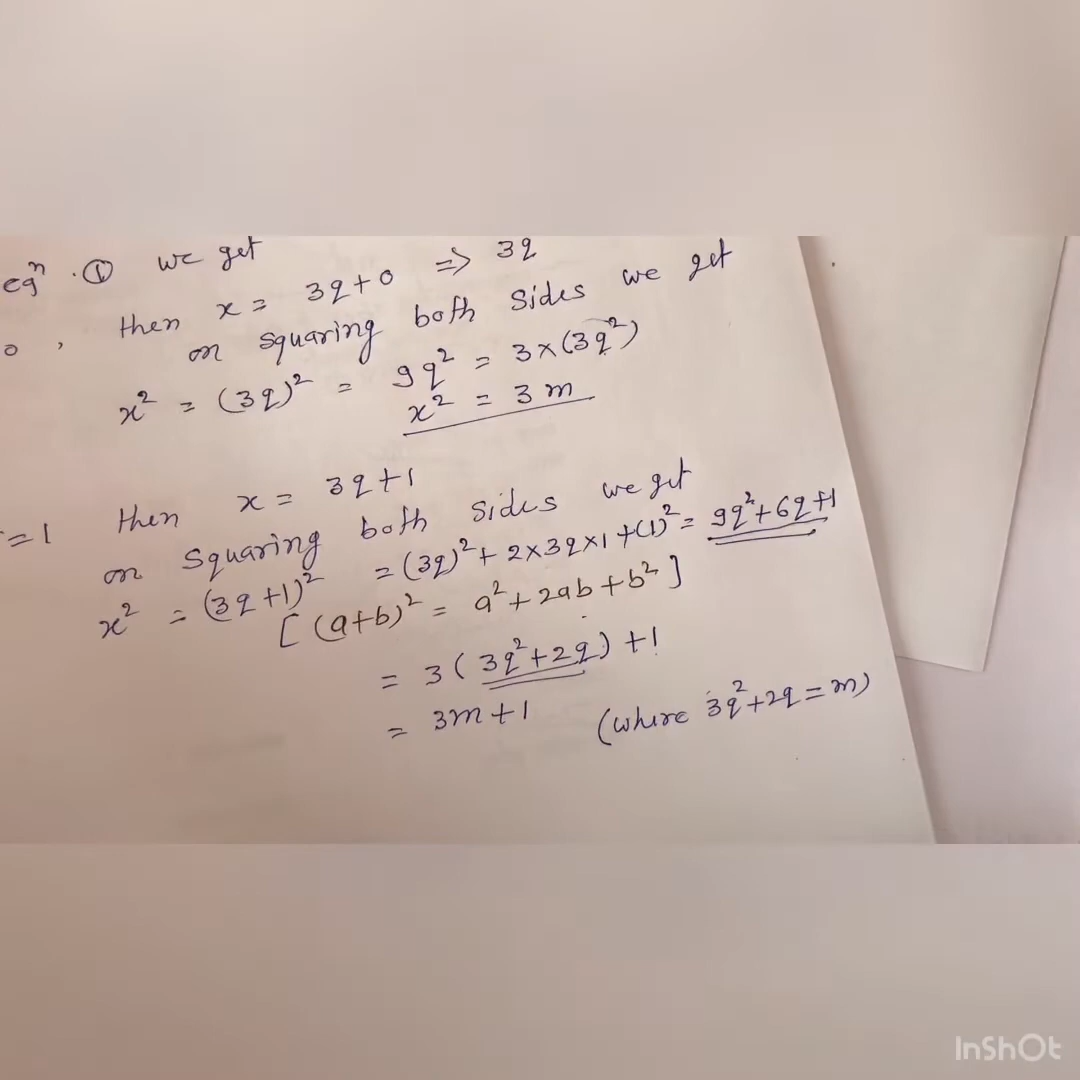 eqⁿ . ① we get
0 , then x = 3q+0 => 3q
on squaring both sides we get
x² = (3q)² = 9q² = 3×(3q²)
x² = 3m
=1 then x = 3q+1
on squaring both sides we get
x² = (3q+1)² = (3q)² + 2×3q×1 + (1)² = 9q²+6q+1
[ (a+b)² = a²+2ab+b² ]
= 3 ( 3q²+2q ) +1
= 3m+1 (where 3q²+2q = m)
InShOt